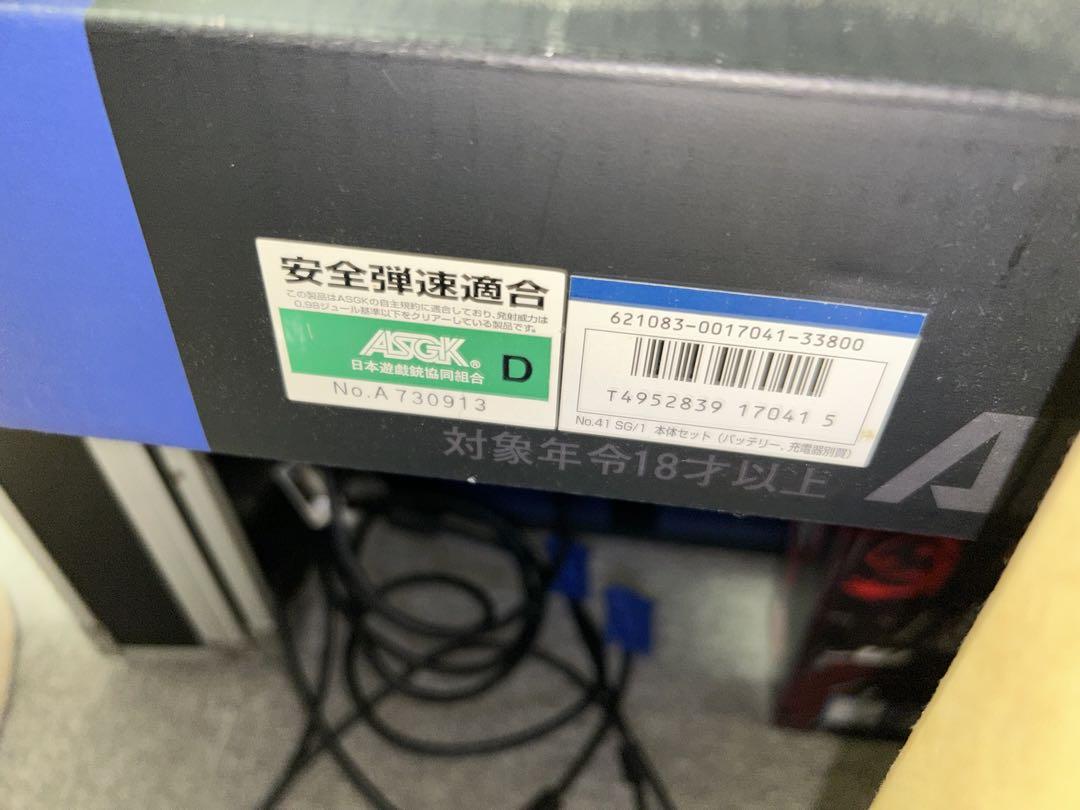 安全弾速適合
この製品はASGKの自主規約に適合しており、発射威力は
0.98ジュール基準以下をクリアーしている製品です。
ASGK® D
日本遊戯銃協同組合
No.A 730913
621083-0017041-33800
T4952839 17041 5
No.41 SG/1 本体セット (バッテリー、充電器別買)
対象年令18才以上